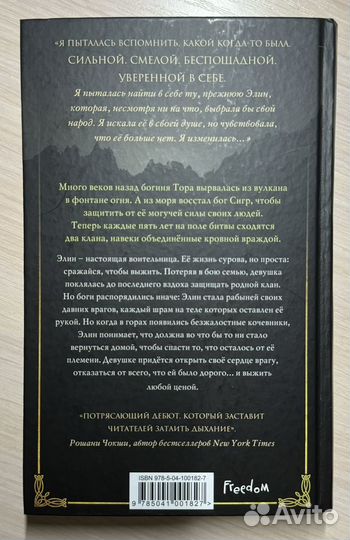 «Я ПЫТАЛАСЬ ВСПОМНИТЬ, КАКОЙ КОГДА-ТО БЫЛА.
СИЛЬНОЙ. СМЕЛОЙ. БЕСПОЩАДНОЙ.
УВЕРЕННОЙ В СЕБЕ.
Я пыталась найти в себе ту, прежнюю Элин,
которая, несмотря ни на что, выбрала бы свой
народ. Я искала её в своей душе, но чувствовала,
что её больше нет. Я изменилась...»
Много веков назад богиня Тора вырвалась из вулкана
в фонтане огня. А из моря восстал бог Сигр, чтобы
защитить от её могучей силы своих людей.
Теперь каждые пять лет на поле битвы сходятся
два клана, навеки объединённые кровной враждой.
Элин – настоящая воительница. Её жизнь сурова, но проста:
сражайся, чтобы выжить. Потеряв в бою семью, девушка
поклялась до последнего вздоха защищать родной клан.
Но боги распорядились иначе: Элин стала рабыней своих
давних врагов, каждый шрам на теле которых оставлен её
рукой. Но когда в горах появились безжалостные кочевники,
Элин понимает, что должна во что бы то ни стало
вернуться домой, чтобы спасти то, что осталось от её
племени. Девушке придётся открыть своё сердце врагу,
отказаться от всего, что ей было дорого... и выжить
любой ценой.
«ПОТРЯСАЮЩИЙ ДЕБЮТ, КОТОРЫЙ ЗАСТАВИТ
ЧИТАТЕЛЕЙ ЗАТАИТЬ ДЫХАНИЕ».
Рошани Чокши, автор бестселлеров New York Times
ISBN 978-5-04-100182-7
9785041001827>
Freedom
Avito